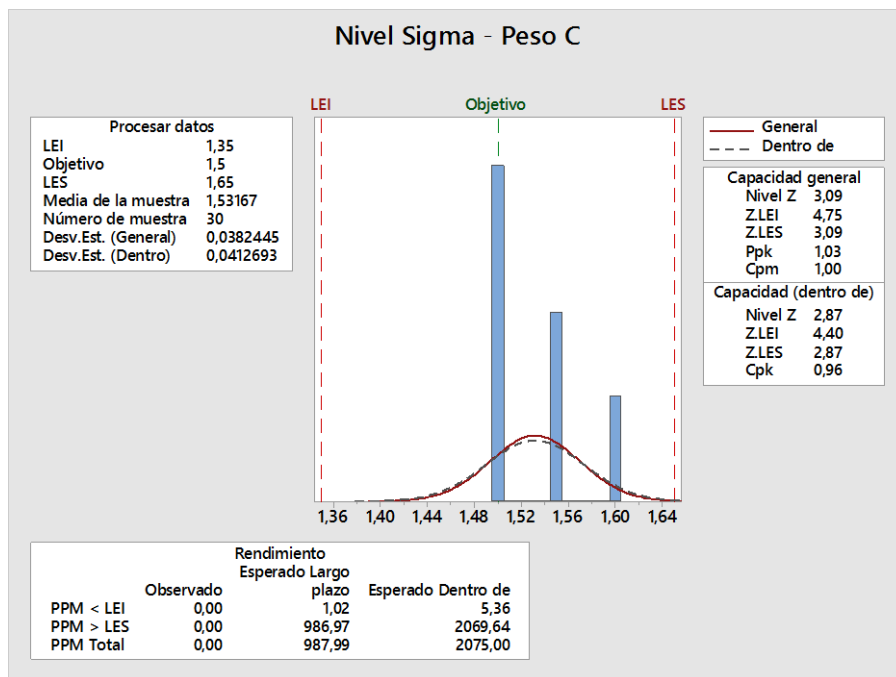 Nivel Sigma - Peso C
LEI Objetivo LES
Procesar datos
LEI 1,35
Objetivo 1,5
LES 1,65
Media de la muestra 1,53167
Número de muestra 30
Desv.Est. (General) 0,0382445
Desv.Est. (Dentro) 0,0412693
General
Dentro de
Capacidad general
Nivel Z 3,09
Z.LEI 4,75
Z.LES 3,09
Ppk 1,03
Cpm 1,00
Capacidad (dentro de)
Nivel Z 2,87
Z.LEI 4,40
Z.LES 2,87
Cpk 0,96
1,36 1,40 1,44 1,48 1,52 1,56 1,60 1,64
Rendimiento
Esperado Largo
Observado plazo Esperado Dentro de
PPM < LEI 0,00 1,02 5,36
PPM > LES 0,00 986,97 2069,64
PPM Total 0,00 987,99 2075,00